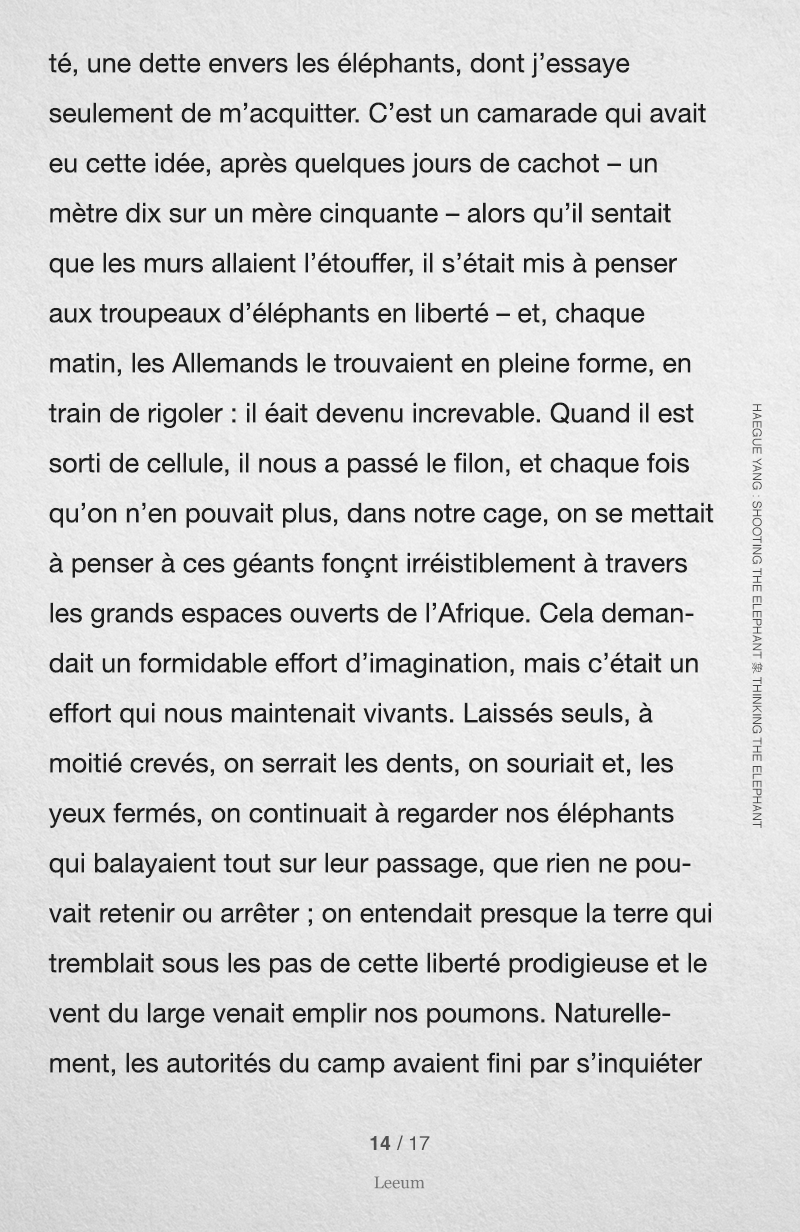 té, une dette envers les éléphants, dont j’essaye
seulement de m’acquitter. C’est un camarade qui avait
eu cette idée, après quelques jours de cachot – un
mètre dix sur un mère cinquante – alors qu’il sentait
que les murs allaient l’étouffer, il s’était mis à penser
aux troupeaux d’éléphants en liberté – et, chaque
matin, les Allemands le trouvaient en pleine forme, en
train de rigoler : il éait devenu increvable. Quand il est
sorti de cellule, il nous a passé le filon, et chaque fois
qu’on n’en pouvait plus, dans notre cage, on se mettait
à penser à ces géants fonçnt irréistiblement à travers
les grands espaces ouverts de l’Afrique. Cela deman-
dait un formidable effort d’imagination, mais c’était un
effort qui nous maintenait vivants. Laissés seuls, à
moitié crevés, on serrait les dents, on souriait et, les
yeux fermés, on continuait à regarder nos éléphants
qui balayaient tout sur leur passage, que rien ne pou-
vait retenir ou arrêter ; on entendait presque la terre qui
tremblait sous les pas de cette liberté prodigieuse et le
vent du large venait emplir nos poumons. Naturelle-
ment, les autorités du camp avaient fini par s’inquiéter
HAEGUE YANG : SHOOTING THE ELEPHANT 象 THINKING THE ELEPHANT
14 / 17
Leeum